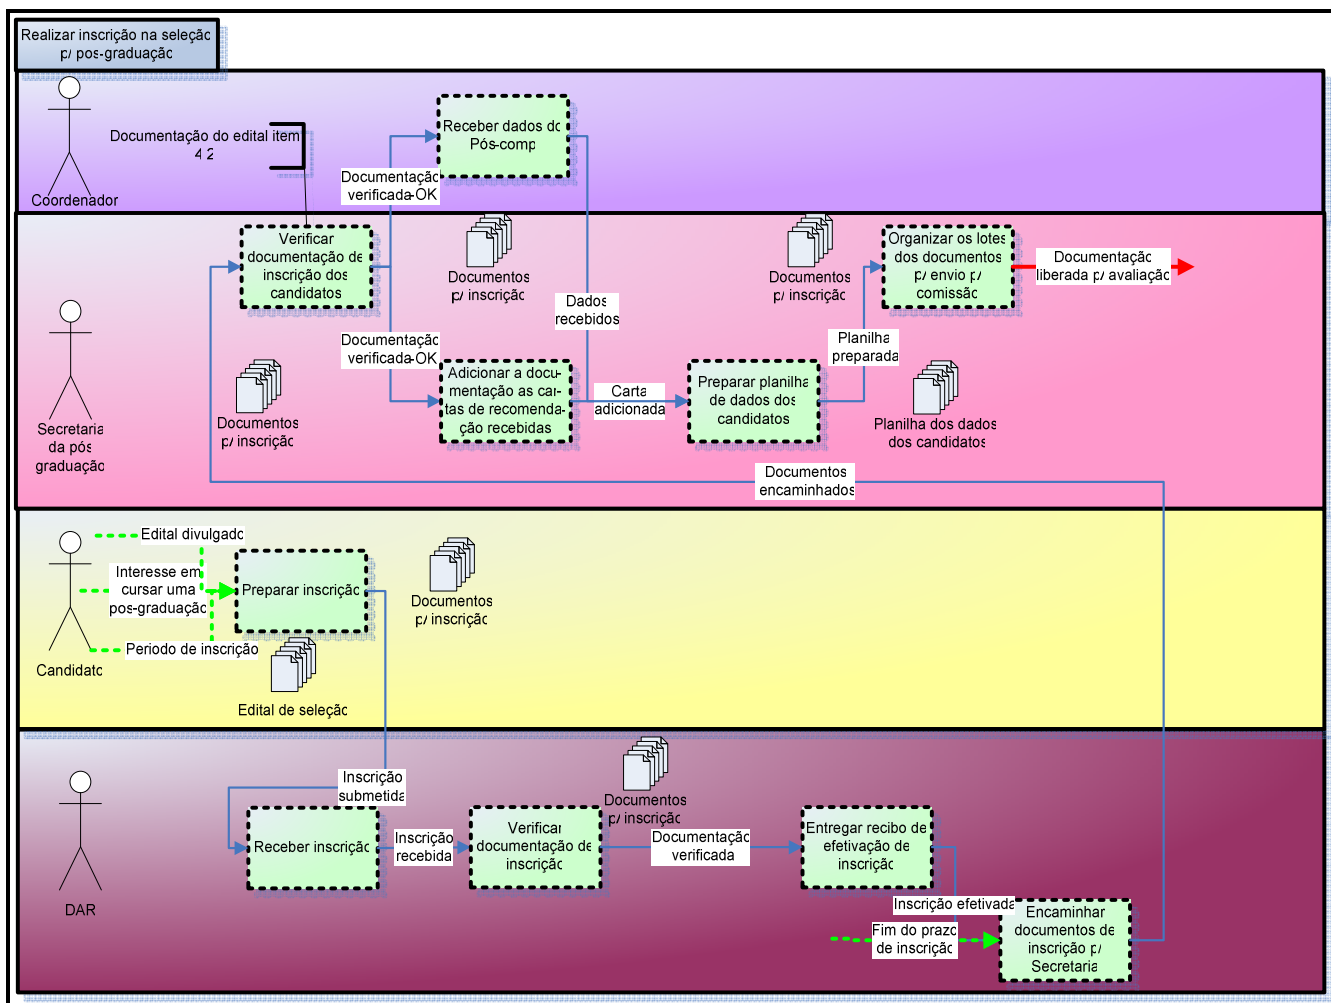 Realizar inscrição na seleção
p/ pos-graduação
Documentação do edital item
4.2
Coordenador
Receber dados do
Pós-comp
Documentação
verificada-OK
Verificar
documentação de
inscrição dos
candidatos
Documentos
p/ inscrição
Documentos
p/ inscrição
Organizar os lotes
dos documentos
p/ envio p/
comissão
Documentação
liberada p/ avaliação
Dados
recebidos
Documentação
verificada-OK
Planilha
preparada
Secretaria
da pós
graduação
Documentos
p/ inscrição
Adicionar a docu-
mentação as car-
tas de recomenda-
ção recebidas
Carta
adicionada
Preparar planilha
de dados dos
candidatos
Planilha dos dados
dos candidatos
Documentos
encaminhados
Edital divulgado
Interesse em
cursar uma
pos-graduação
Periodo de inscrição
Candidato
Preparar inscrição
Documentos
p/ inscrição
Edital de seleção
Inscrição
submetida
DAR
Receber inscrição
Inscrição
recebida
Verificar
documentação de
inscrição
Documentos
p/ inscrição
Documentação
verificada
Entregar recibo de
efetivação de
inscrição
Inscrição efetivada
Fim do prazo
de inscrição
Encaminhar
documentos de
inscrição p/
Secretaria